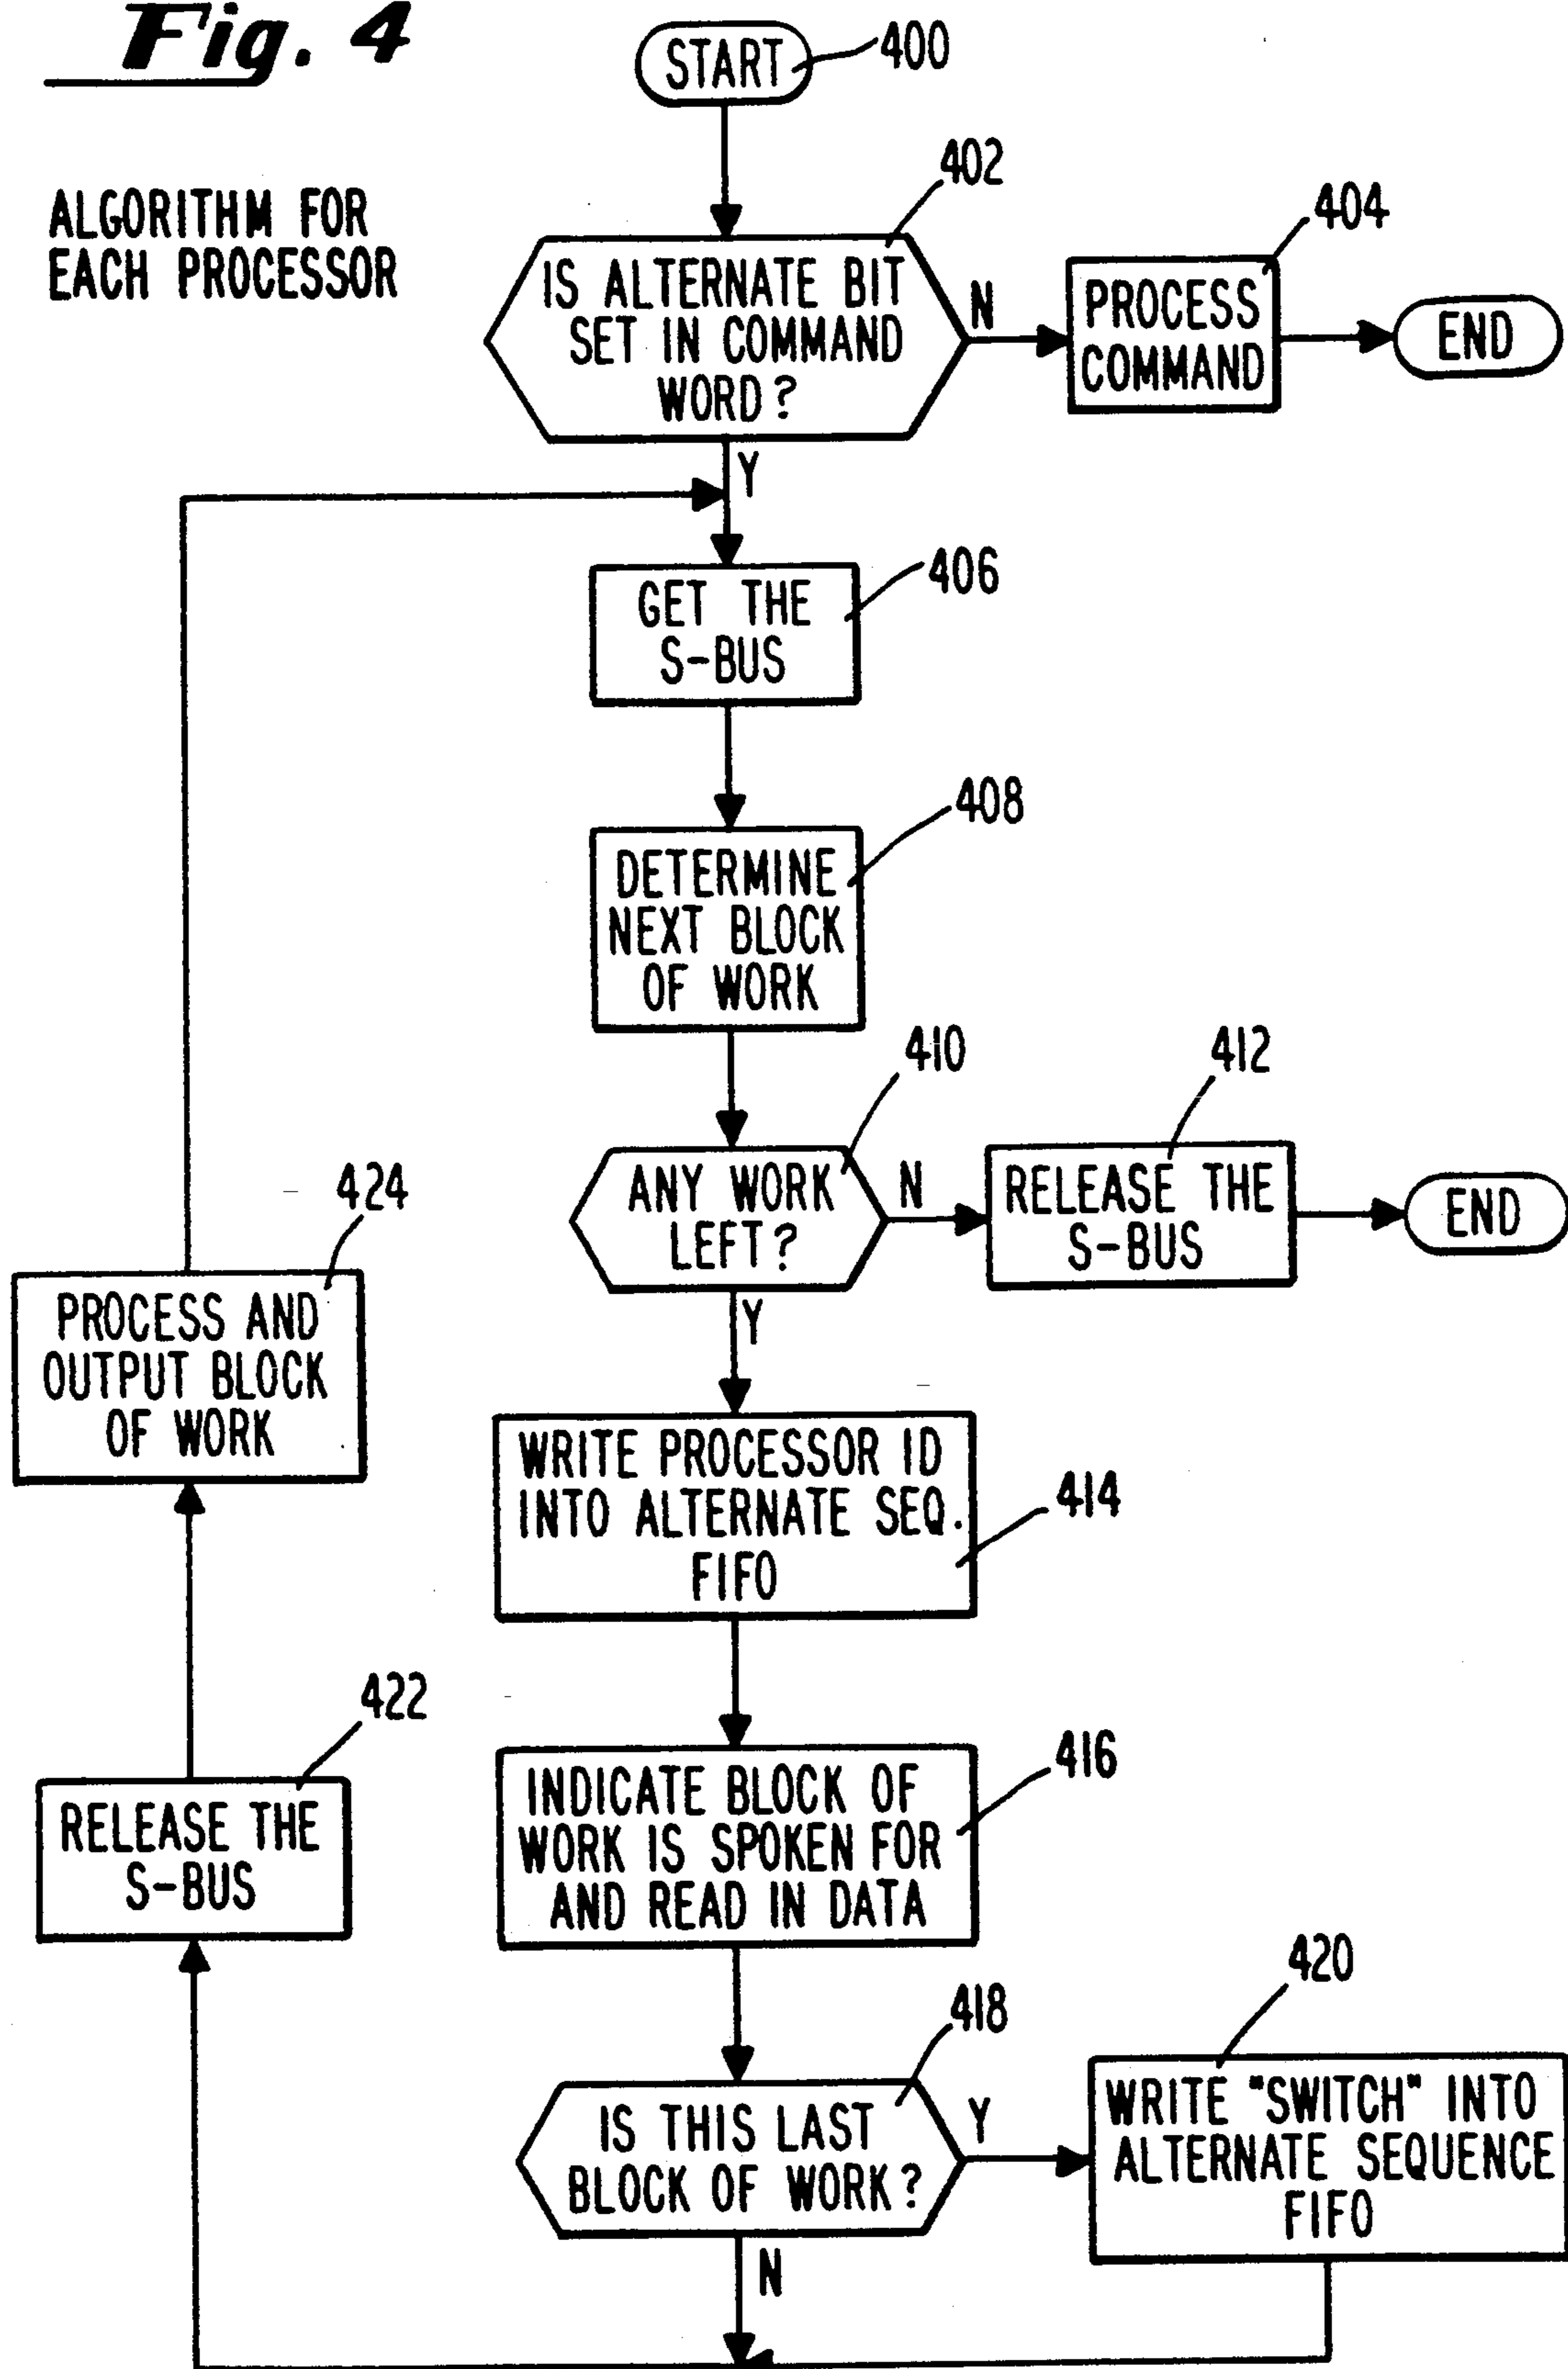 Fig. 4
START
400
ALGORITHM FOR
EACH PROCESSOR
402
IS ALTERNATE BIT
SET IN COMMAND
WORD?
N
404
PROCESS
COMMAND
END
Y
406
GET THE
S-BUS
408
DETERMINE
NEXT BLOCK
OF WORK
410
ANY WORK
LEFT?
N
412
RELEASE THE
S-BUS
END
Y
424
PROCESS AND
OUTPUT BLOCK
OF WORK
WRITE PROCESSOR ID
INTO ALTERNATE SEQ.
FIFO
414
422
RELEASE THE
S-BUS
INDICATE BLOCK OF
WORK IS SPOKEN FOR
AND READ IN DATA
416
418
IS THIS LAST
BLOCK OF WORK?
Y
420
WRITE "SWITCH" INTO
ALTERNATE SEQUENCE
FIFO
N